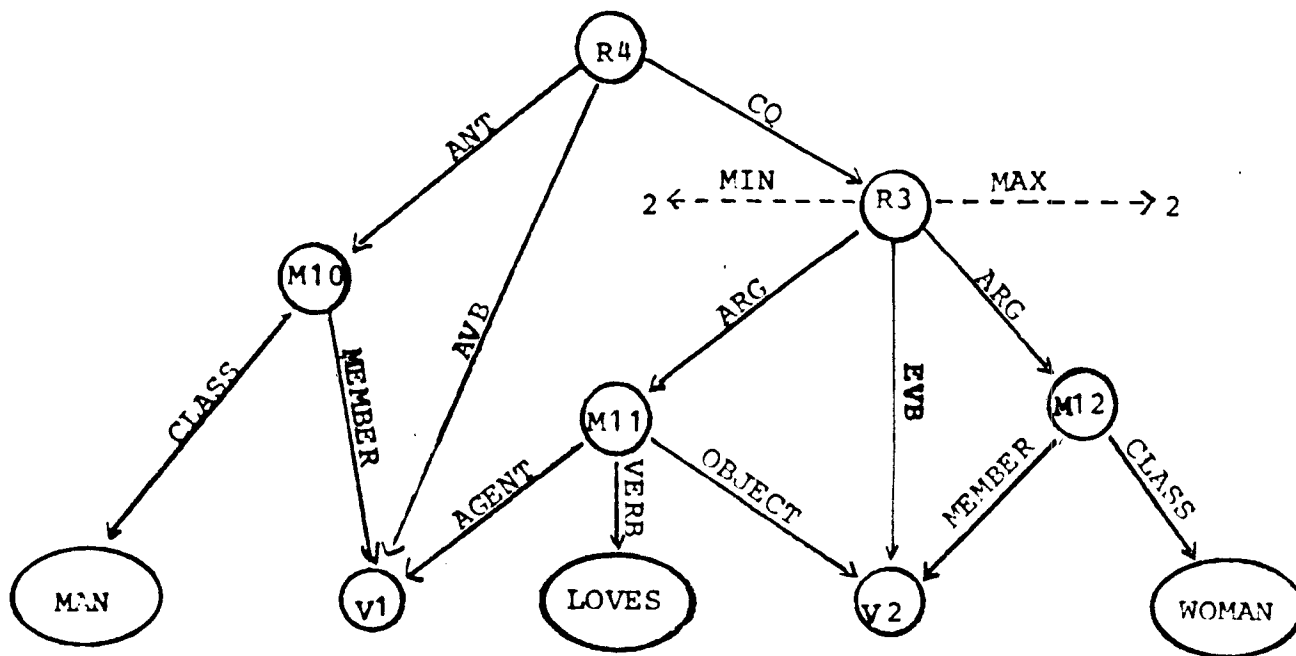 R4
CQ
ANT
MIN
MAX
2
R3
2
M10
ARG
ARG
AVB
CLASS
MEMBER
EVB
M11
M12
AGENT
VERB
OBJECT
MEMBER
CLASS
MAN
V1
LOVES
V2
WOMAN